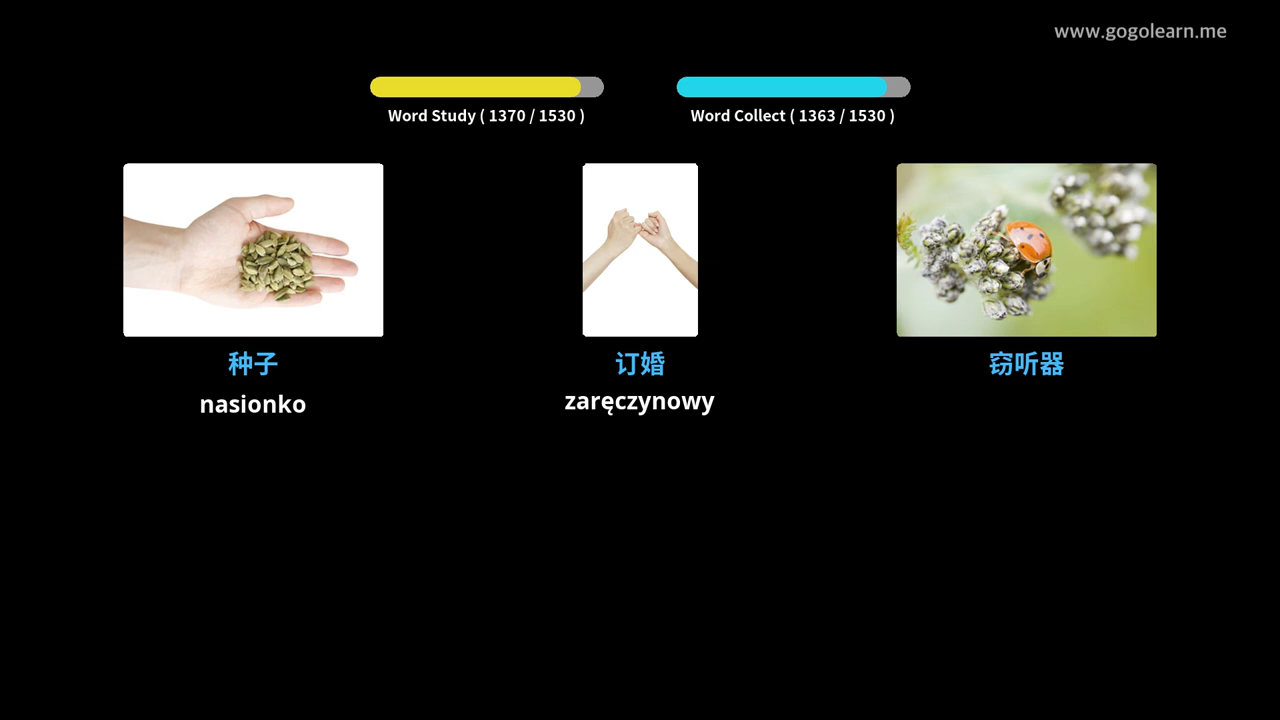 www.gogolearn.me
Word Study ( 1370 / 1530 )
Word Collect ( 1363 / 1530 )
种子
订婚
窃听器
nasionko
zaręczynowy